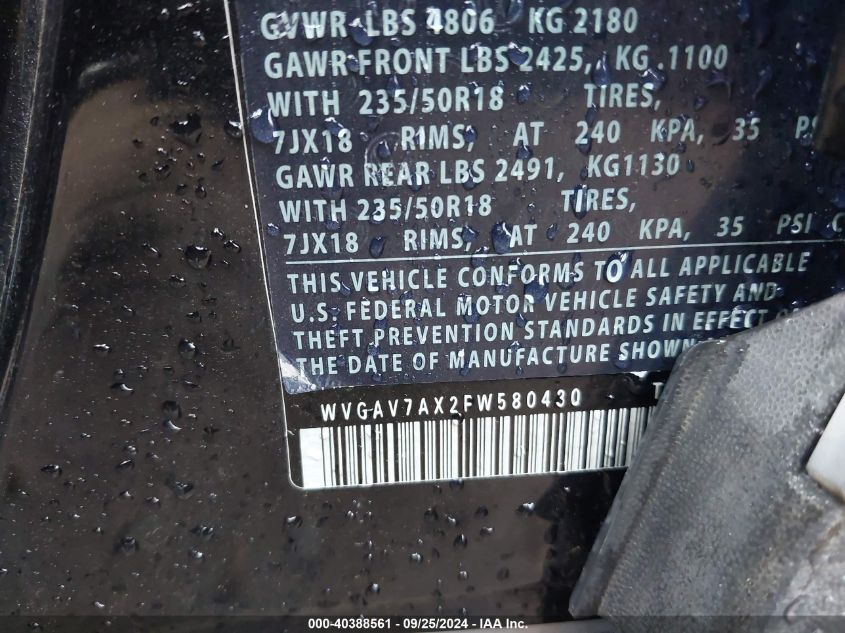 GVWR LBS 4806 KG 2180
GAWR FRONT LBS 2425, KG 1100
WITH 235/50R18 TIRES,
7JX18 RIMS, AT 240 KPA, 35 PSI
GAWR REAR LBS 2491, KG1130
WITH 235/50R18 TIRES,
7JX18 RIMS, AT 240 KPA, 35 PSI C
THIS VEHICLE CONFORMS TO ALL APPLICABLE
U.S. FEDERAL MOTOR VEHICLE SAFETY AND
THEFT PREVENTION STANDARDS IN EFFECT O
THE DATE OF MANUFACTURE SHOWN
WVGAV7AX2FW580430 T
000-40388561 - 09/25/2024 - IAA Inc.